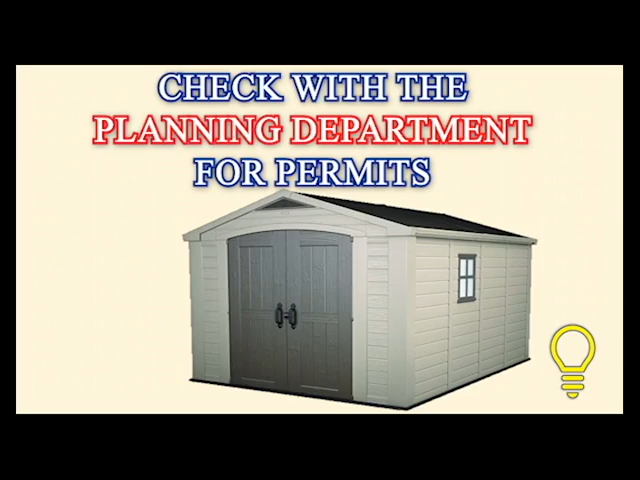 CHECK WITH THE
PLANNING DEPARTMENT
FOR PERMITS